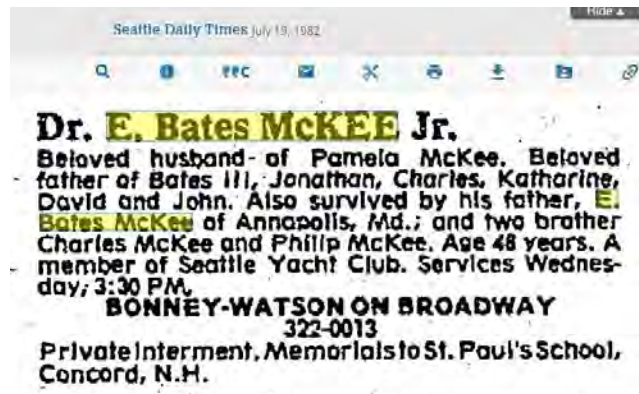 Hide ▲
Seattle Daily Times July 19, 1982
Dr. E. Bates McKEE Jr.
Beloved husband of Pamela McKee. Beloved
father of Bates III, Jonathan, Charles, Katharine,
David and John. Also survived by his father, E.
Bates McKee of Annapolis, Md.; and two brother
Charles McKee and Philip McKee. Age 48 years. A
member of Seattle Yacht Club. Services Wednes-
day, 3:30 PM.
BONNEY-WATSON ON BROADWAY
322-0013
Private Interment. Memorials to St. Paul's School,
Concord, N.H.